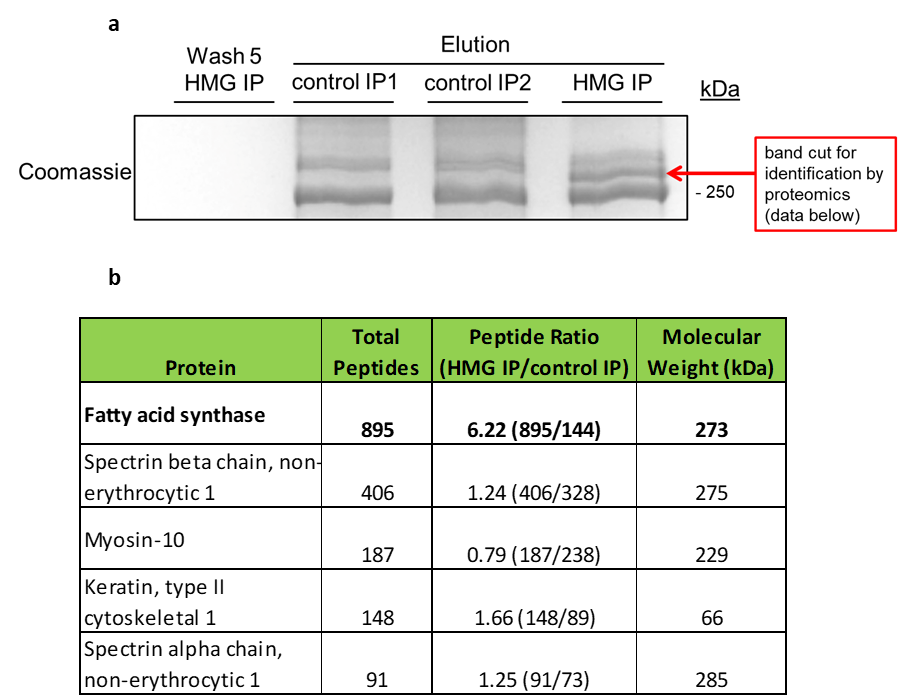 a
Wash 5
HMG IP
Elution
control IP1
control IP2
HMG IP
kDa
Coomassie
- 250
band cut for
identification by
proteomics
(data below)
b
Protein
Total
Peptides
Peptide Ratio
(HMG IP/control IP)
Molecular
Weight (kDa)
Fatty acid synthase
895
6.22 (895/144)
273
Spectrin beta chain, non-
erythrocytic 1
406
1.24 (406/328)
275
Myosin-10
187
0.79 (187/238)
229
Keratin, type II
cytoskeletal 1
148
1.66 (148/89)
66
Spectrin alpha chain,
non-erythrocytic 1
91
1.25 (91/73)
285